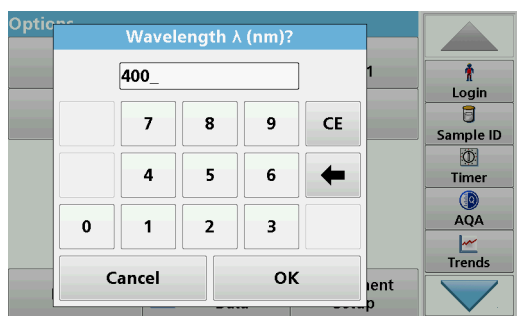 Options
Wavelength λ (nm)?
400_
1
7 8 9 CE
4 5 6
0 1 2 3
Cancel OK
Login
Sample ID
Timer
AQA
Trends